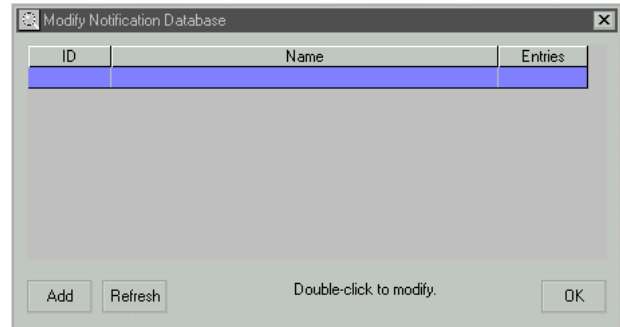 Modify Notification Database
ID Name Entries
Add Refresh Double-click to modify. OK